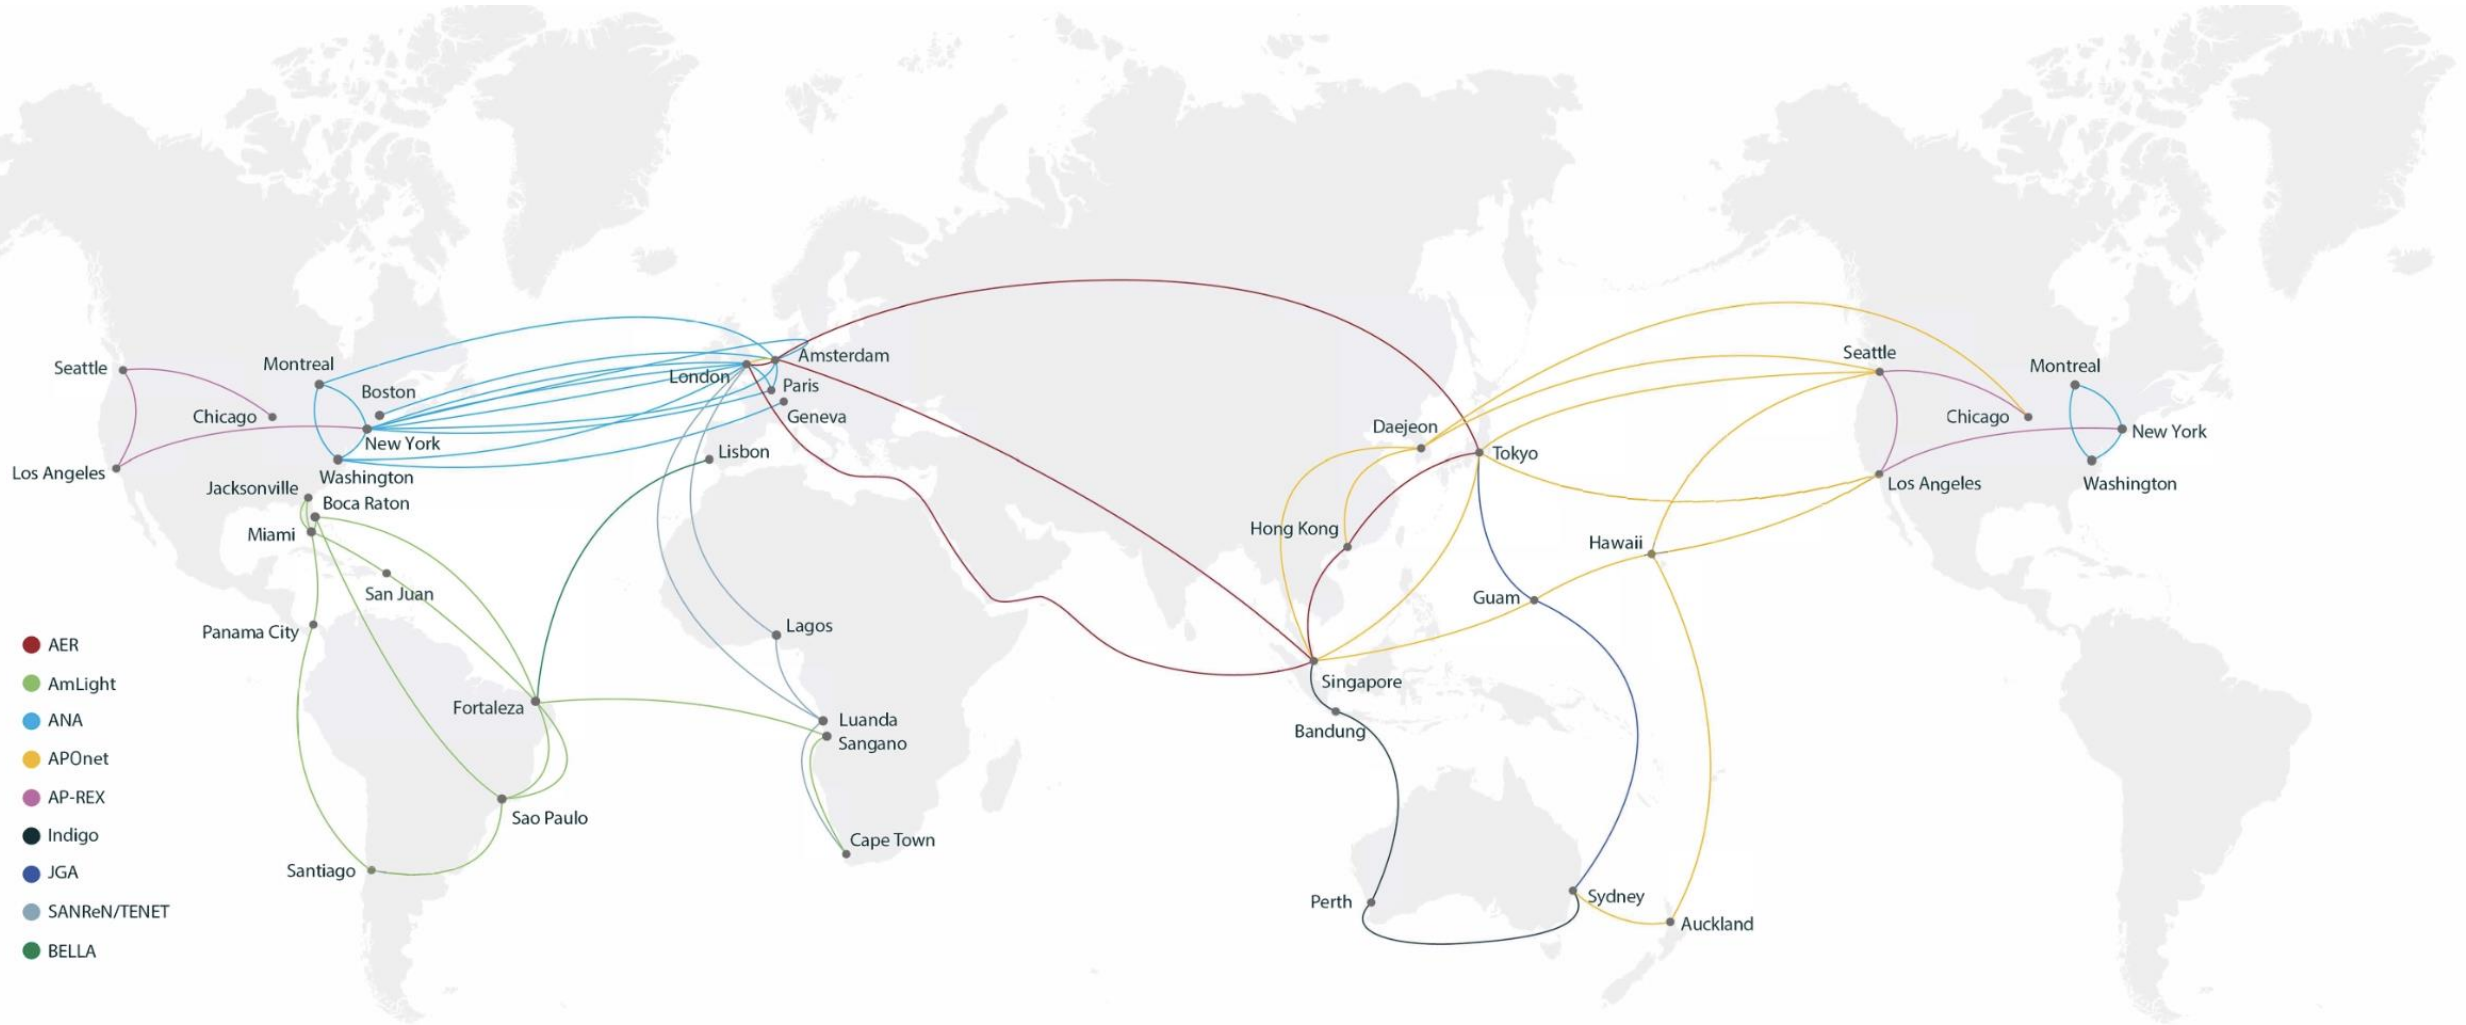 Seattle
Montreal
Boston
Chicago
New York
Los Angeles
Washington
Jacksonville
Boca Raton
Miami
San Juan
Panama City
Fortaleza
Sao Paulo
Santiago
London
Amsterdam
Paris
Geneva
Lisbon
Lagos
Luanda
Sangano
Cape Town
Daejeon
Tokyo
Hong Kong
Guam
Hawaii
Singapore
Bandung
Perth
Sydney
Auckland
Seattle
Montreal
Chicago
New York
Los Angeles
Washington
AER
AmLight
ANA
APOnet
AP-REX
Indigo
JGA
SANReN/TENET
BELLA